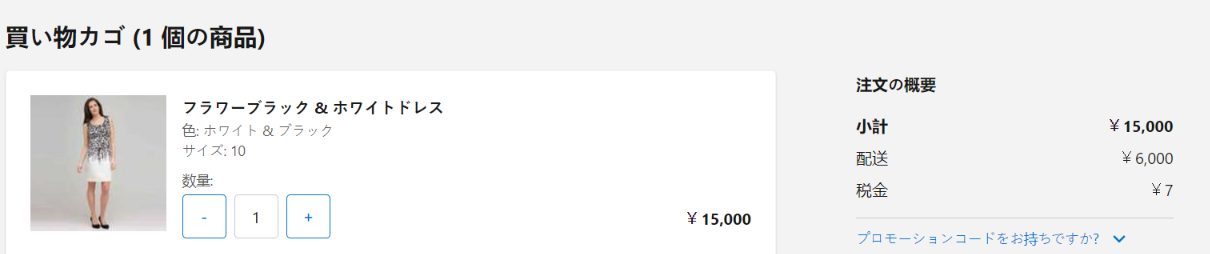 買い物カゴ (1 個の商品)
フラワーブラック & ホワイトドレス
色: ホワイト & ブラック
サイズ: 10
数量:
- 1 +
￥15,000
注文の概要
小計 ￥15,000
配送 ￥6,000
税金 ￥7
プロモーションコードをお持ちですか?